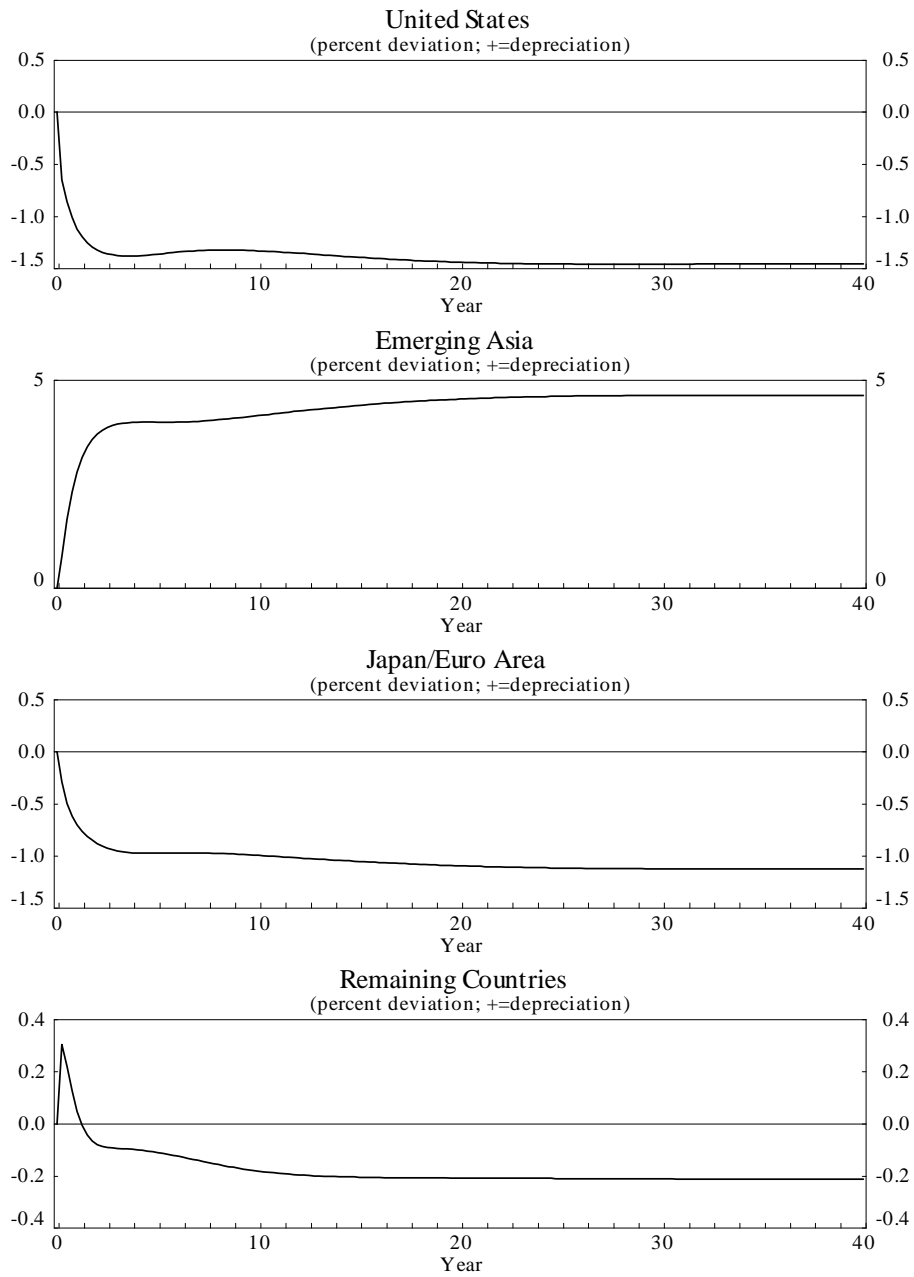 United States
(percent deviation; +=depreciation)
0.5 0.5
0.0 0.0
-0.5 -0.5
-1.0 -1.0
-1.5 -1.5
0 10 20 30 40
Year
Emerging Asia
(percent deviation; +=depreciation)
5 5
0 0
0 10 20 30 40
Year
Japan/Euro Area
(percent deviation; +=depreciation)
0.5 0.5
0.0 0.0
-0.5 -0.5
-1.0 -1.0
-1.5 -1.5
0 10 20 30 40
Year
Remaining Countries
(percent deviation; +=depreciation)
0.4 0.4
0.2 0.2
0.0 0.0
-0.2 -0.2
-0.4 -0.4
0 10 20 30 40
Year